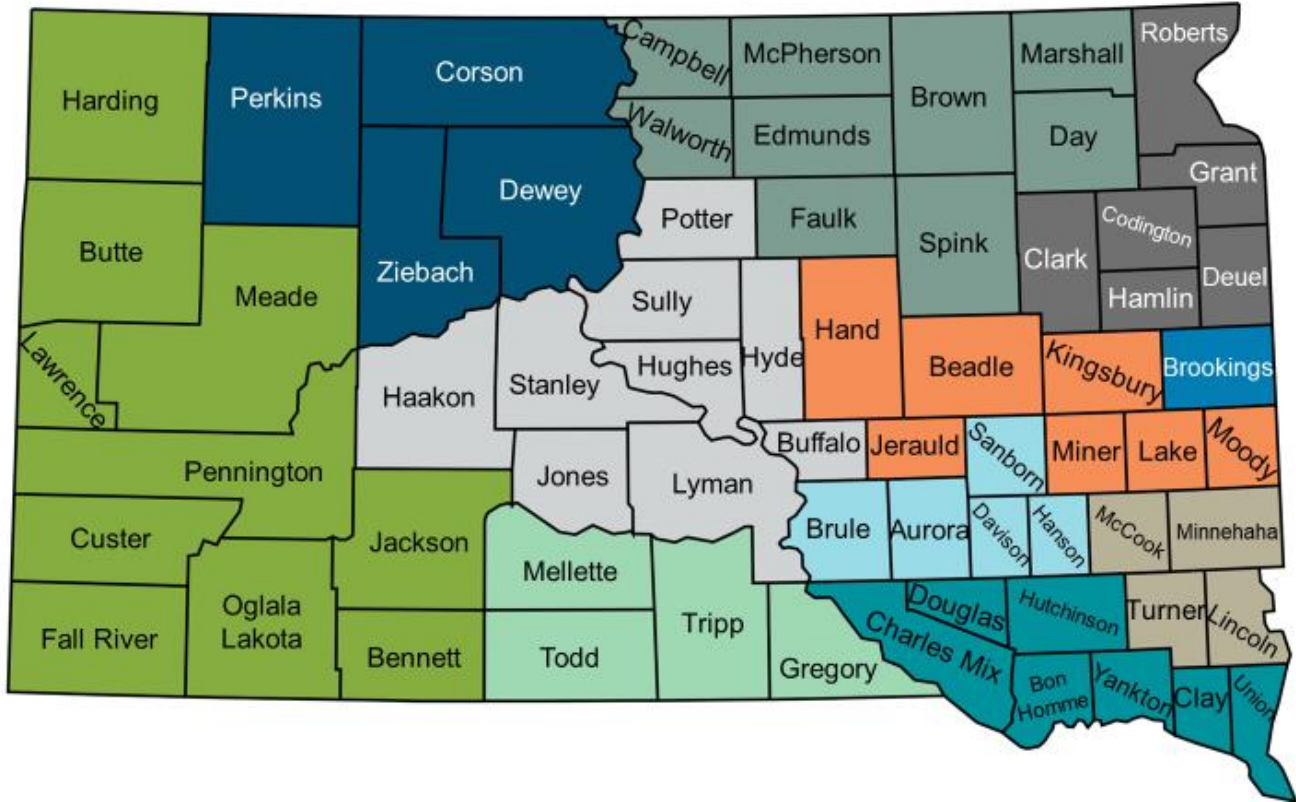 Harding
Perkins
Corson
Campbell
McPherson
Brown
Marshall
Roberts
Walworth
Edmunds
Day
Dewey
Grant
Butte
Ziebach
Potter
Faulk
Spink
Clark
Codington
Deuel
Meade
Sully
Hamlin
Lawrence
Haakon
Stanley
Hughes
Hyde
Hand
Beadle
Kingsbury
Brookings
Pennington
Jones
Lyman
Buffalo
Jerauld
Sanborn
Miner
Lake
Moody
Custer
Jackson
Mellette
Brule
Aurora
Davison
Hanson
McCook
Minnehaha
Fall River
Oglala
Lakota
Bennett
Todd
Tripp
Gregory
Charles Mix
Douglas
Hutchinson
Turner
Lincoln
Bon
Homme
Yankton
Clay
Union